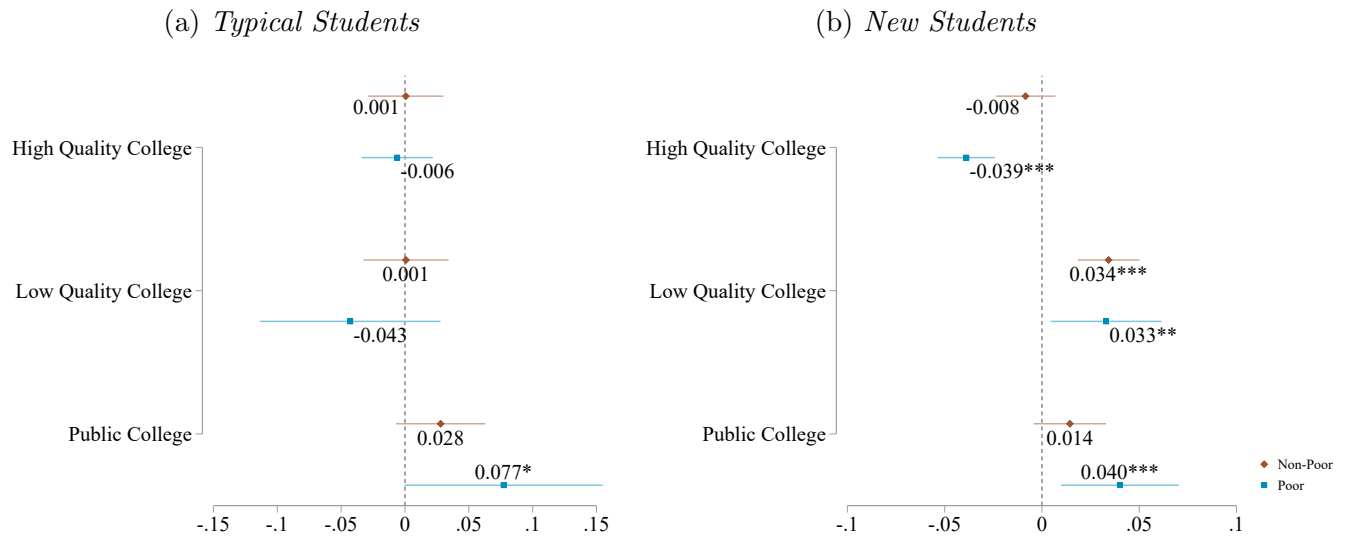 (a) Typical Students
0.001
High Quality College
-0.006
0.001
Low Quality College
-0.043
Public College
0.028
0.077*
-.15 -.1 -.05 0 .05 .1 .15
(b) New Students
-0.008
High Quality College
-0.039***
0.034***
Low Quality College
0.033**
Public College
0.014
0.040***
-.1 -.05 0 .05 .1
Non-Poor
Poor